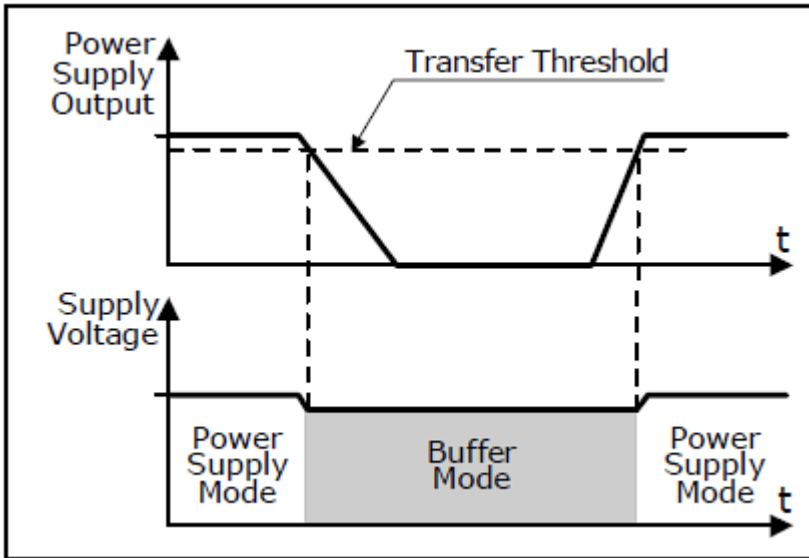 Power
Supply
Output
Transfer Threshold
t
Supply
Voltage
Power
Supply
Mode
Buffer
Mode
Power
Supply
Mode
t